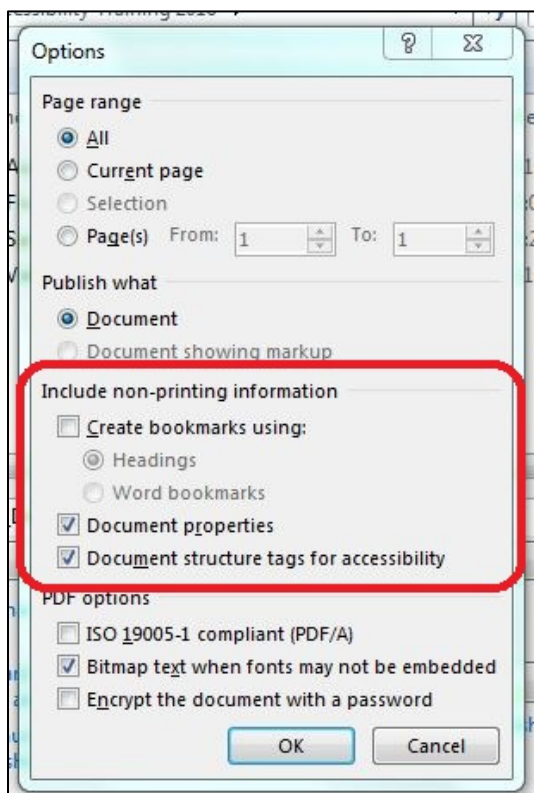 Options
Page range
All
Current page
Selection
Page(s) From: 1 To: 1
Publish what
Document
Document showing markup
Include non-printing information
Create bookmarks using:
Headings
Word bookmarks
Document properties
Document structure tags for accessibility
PDF options
ISO 19005-1 compliant (PDF/A)
Bitmap text when fonts may not be embedded
Encrypt the document with a password
OK Cancel